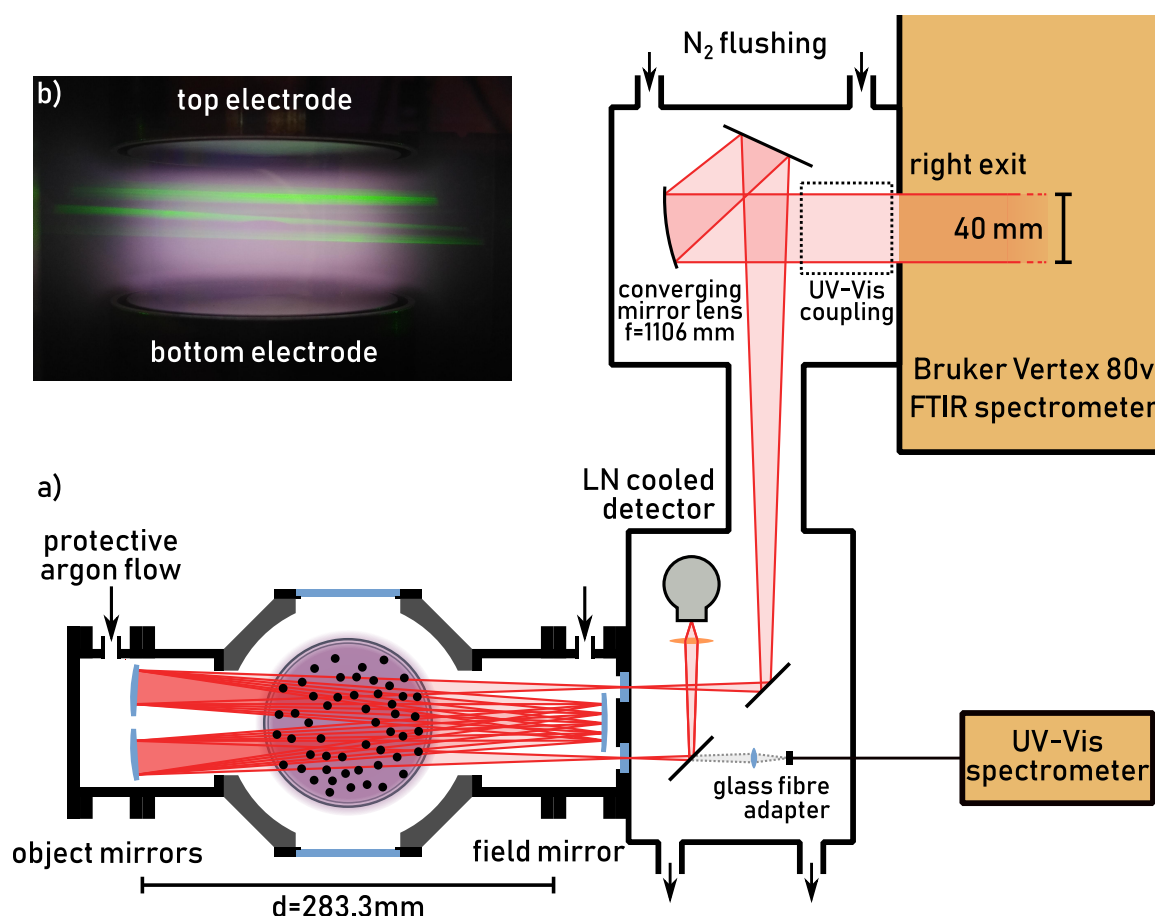 b)
top electrode
bottom electrode
N₂ flushing
right exit
40 mm
converging
mirror lens
f=1106 mm
UV-Vis
coupling
Bruker Vertex 80v
FTIR spectrometer
a)
LN cooled
detector
protective
argon flow
glass fibre
adapter
UV-Vis
spectrometer
object mirrors
field mirror
d=283.3mm